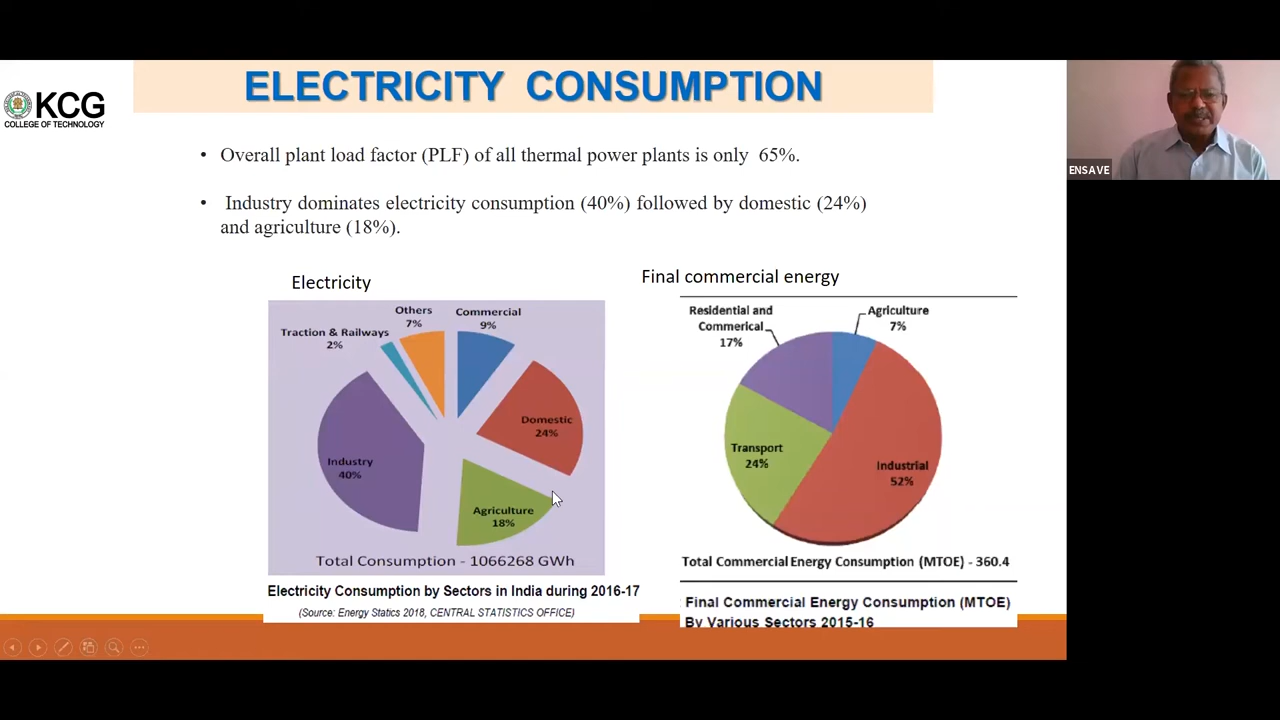 ELECTRICITY CONSUMPTION
KCG
COLLEGE OF TECHNOLOGY
ENSAVE
• Overall plant load factor (PLF) of all thermal power plants is only 65%.
• Industry dominates electricity consumption (40%) followed by domestic (24%)
and agriculture (18%).
Electricity
Others
7%
Commercial
9%
Traction & Railways
2%
Domestic
24%
Industry
40%
Agriculture
18%
Total Consumption - 1066268 GWh
Electricity Consumption by Sectors in India during 2016-17
(Source: Energy Statics 2018, CENTRAL STATISTICS OFFICE)
Final commercial energy
Residential and
Commerical
17%
Agriculture
7%
Transport
24%
Industrial
52%
Total Commercial Energy Consumption (MTOE) - 360.4
Final Commercial Energy Consumption (MTOE)
By Various Sectors 2015-16